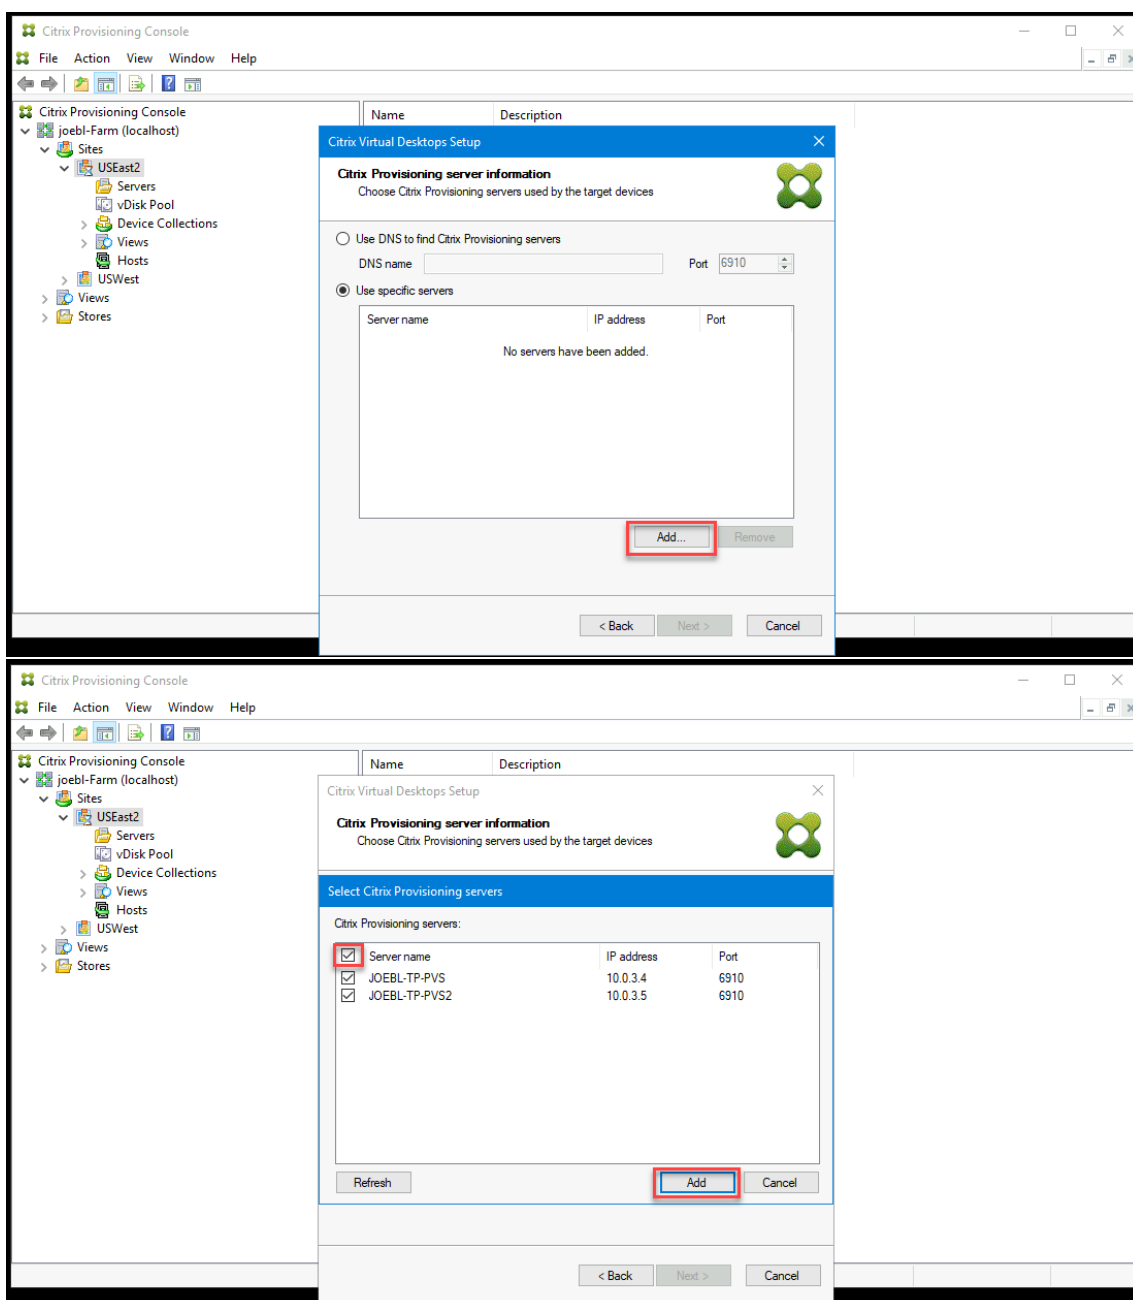 Citrix Provisioning Console
File Action View Window Help
Citrix Provisioning Console
joebl-Farm (localhost)
Sites
USEast2
Servers
vDisk Pool
Device Collections
Views
Hosts
USWest
Views
Stores
Name Description
Citrix Virtual Desktops Setup
Citrix Provisioning server information
Choose Citrix Provisioning servers used by the target devices
Use DNS to find Citrix Provisioning servers
DNS name Port 6910
Use specific servers
Server name IP address Port
No servers have been added.
Add... Remove
< Back Next > Cancel
Citrix Provisioning Console
File Action View Window Help
Citrix Provisioning Console
joebl-Farm (localhost)
Sites
USEast2
Servers
vDisk Pool
Device Collections
Views
Hosts
USWest
Views
Stores
Name Description
Citrix Virtual Desktops Setup
Citrix Provisioning server information
Choose Citrix Provisioning servers used by the target devices
Select Citrix Provisioning servers
Citrix Provisioning servers:
Server name IP address Port
JOEBL-TP-PVS 10.0.3.4 6910
JOEBL-TP-PVS2 10.0.3.5 6910
Refresh Add Cancel
< Back Next > Cancel